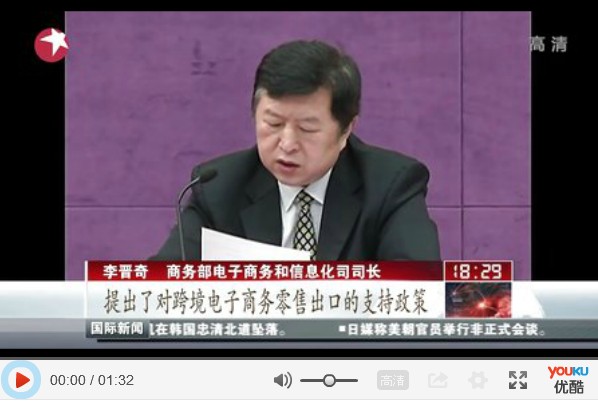 高清
李晋奇 商务部电子商务和信息化司司长
18:29
提出了对跨境电子商务零售出口的支持政策
国际新闻 在韩国忠清北道坠落。 ■日媒称美朝官员举行非正式会谈。
00:00 / 01:32
高清
YOUKU
优酷